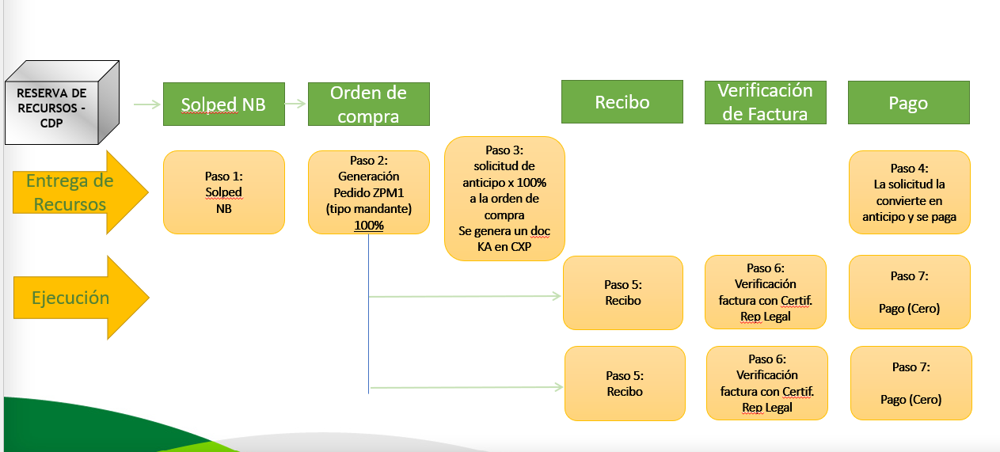 RESERVA DE
RECURSOS -
CDP
Solped NB
Orden de
compra
Recibo
Verificación
de Factura
Pago
Entrega de
Recursos
Paso 1:
Solped
NB
Paso 2:
Generación
Pedido ZPM1
(tipo mandante)
100%
Paso 3:
solicitud de
anticipo x 100%
a la orden de
compra
Se genera un doc
KA en CXP
Paso 4:
La solicitud la
convierte en
anticipo y se paga
Ejecución
Paso 5:
Recibo
Paso 6:
Verificación
factura con Certif.
Rep Legal
Paso 7:
Pago (Cero)
Paso 5:
Recibo
Paso 6:
Verificación
factura con Certif.
Rep Legal
Paso 7:
Pago (Cero)